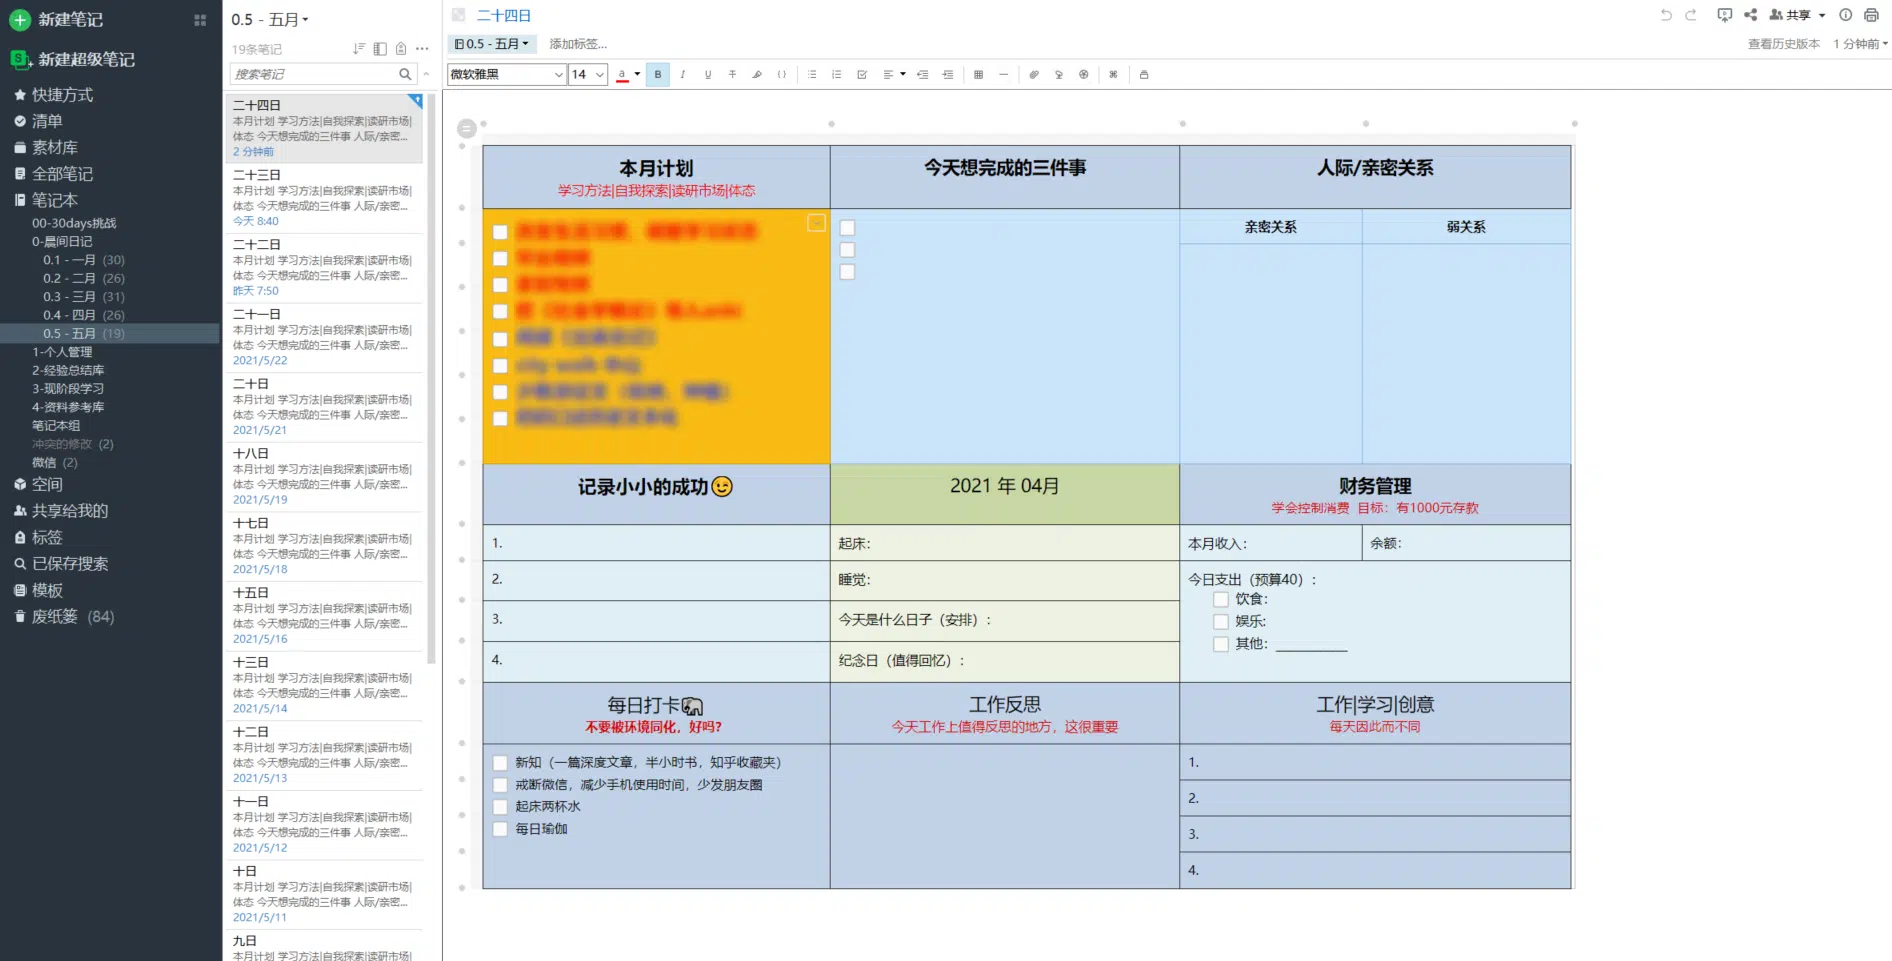 新建笔记
新建超级笔记
快捷方式
清单
素材库
全部笔记
笔记本
00-30days挑战
0-晨间日记
0.1 - 一月 (30)
0.2 - 二月 (26)
0.3 - 三月 (31)
0.4 - 四月 (26)
0.5 - 五月 (19)
1-个人管理
2-经验总结库
3-现阶段学习
4-资料参考库
笔记本组
冲突的修改 (2)
微信 (2)
空间
共享给我的
标签
已保存搜索
模板
废纸篓 (84)
0.5 - 五月
19条笔记
搜索笔记
二十四日
本月计划 学习方法|自我探索|读研市场|
体态 今天想完成的三件事 人际/亲密...
2 分钟前
二十三日
本月计划 学习方法|自我探索|读研市场|
体态 今天想完成的三件事 人际/亲密...
今天 8:40
二十二日
本月计划 学习方法|自我探索|读研市场|
体态 今天想完成的三件事 人际/亲密...
昨天 7:50
二十一日
本月计划 学习方法|自我探索|读研市场|
体态 今天想完成的三件事 人际/亲密...
2021/5/22
二十日
本月计划 学习方法|自我探索|读研市场|
体态 今天想完成的三件事 人际/亲密...
2021/5/21
十八日
本月计划 学习方法|自我探索|读研市场|
体态 今天想完成的三件事 人际/亲密...
2021/5/19
十七日
本月计划 学习方法|自我探索|读研市场|
体态 今天想完成的三件事 人际/亲密...
2021/5/18
十五日
本月计划 学习方法|自我探索|读研市场|
体态 今天想完成的三件事 人际/亲密...
2021/5/16
十三日
本月计划 学习方法|自我探索|读研市场|
体态 今天想完成的三件事 人际/亲密...
2021/5/14
十二日
本月计划 学习方法|自我探索|读研市场|
体态 今天想完成的三件事 人际/亲密...
2021/5/13
十一日
本月计划 学习方法|自我探索|读研市场|
体态 今天想完成的三件事 人际/亲密...
2021/5/12
十日
本月计划 学习方法|自我探索|读研市场|
体态 今天想完成的三件事 人际/亲密...
2021/5/11
九日
本月计划 学习方法|自我探索|读研市场|
二十四日
共享
0.5 - 五月
添加标签...
查看历史版本 1 分钟前
微软雅黑 14
本月计划
学习方法|自我探索|读研市场|体态
今天想完成的三件事
人际/亲密关系
亲密关系
弱关系
记录小小的成功😉
2021 年 04月
财务管理
学会控制消费 目标：有1000元存款
1.
2.
3.
4.
起床：
睡觉：
今天是什么日子（安排）：
纪念日（值得回忆）：
本月收入：
余额：
今日支出（预算40）：
饮食：
娱乐：
其他：__________
每日打卡🐘
不要被环境同化，好吗?
工作反思
今天工作上值得反思的地方，这很重要
工作|学习|创意
每天因此而不同
新知（一篇深度文章，半小时书，知乎收藏夹）
戒断微信，减少手机使用时间，少发朋友圈
起床两杯水
每日瑜伽
1.
2.
3.
4.